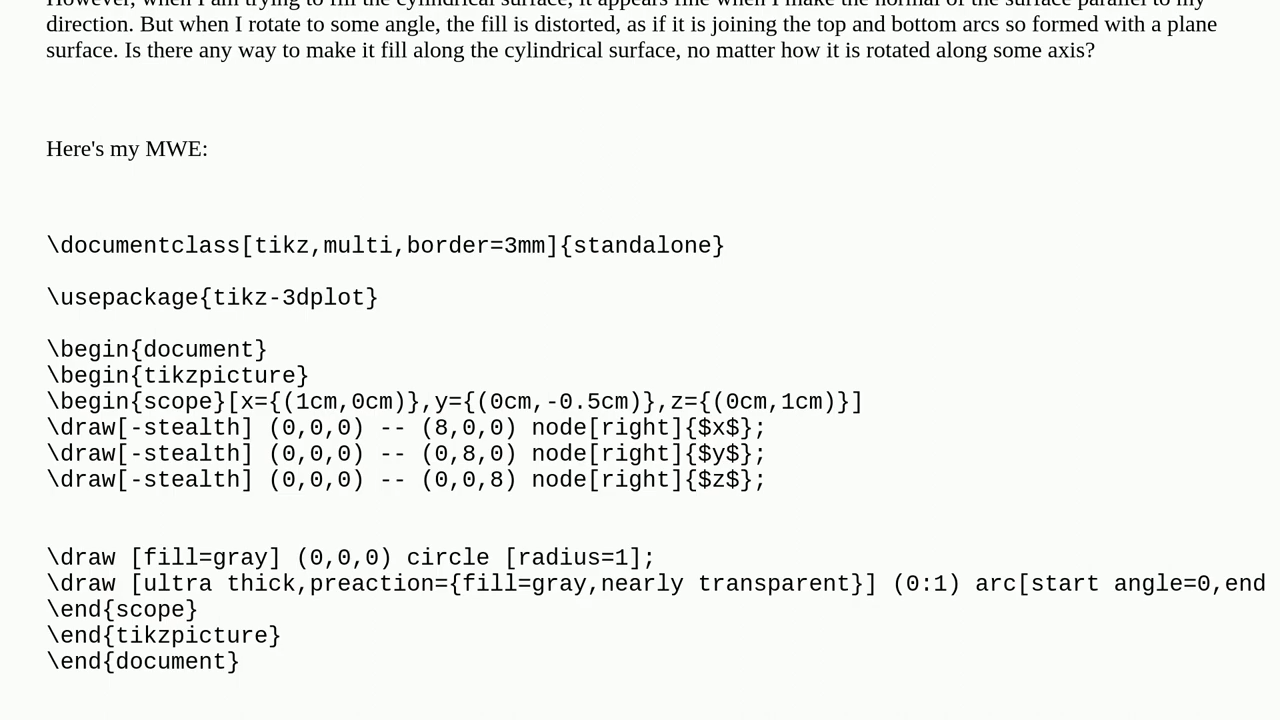 However, when I am trying to fill the cylindrical surface, it appears fine when I make the normal of the surface parallel to my
direction. But when I rotate to some angle, the fill is distorted, as if it is joining the top and bottom arcs so formed with a plane
surface. Is there any way to make it fill along the cylindrical surface, no matter how it is rotated along some axis?
Here's my MWE:
\documentclass[tikz,multi,border=3mm]{standalone}
\usepackage{tikz-3dplot}
\begin{document}
\begin{tikzpicture}
\begin{scope}[x={(1cm,0cm)},y={(0cm,-0.5cm)},z={(0cm,1cm)}]
\draw[-stealth] (0,0,0) -- (8,0,0) node[right]{$x$};
\draw[-stealth] (0,0,0) -- (0,8,0) node[right]{$y$};
\draw[-stealth] (0,0,0) -- (0,0,8) node[right]{$z$};
\draw [fill=gray] (0,0,0) circle [radius=1];
\draw [ultra thick,preaction={fill=gray,nearly transparent}] (0:1) arc[start angle=0,end
\end{scope}
\end{tikzpicture}
\end{document}